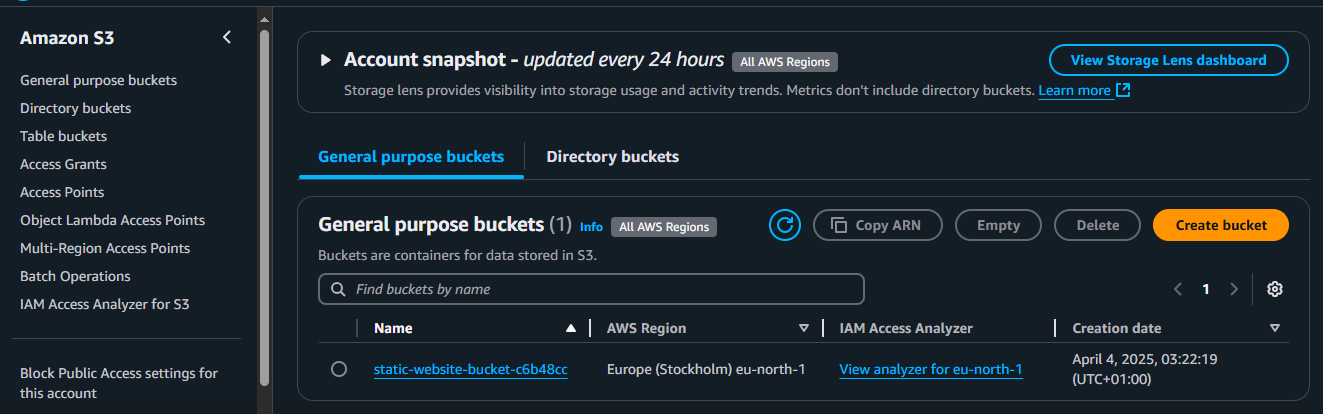 Amazon S3
General purpose buckets
Directory buckets
Table buckets
Access Grants
Access Points
Object Lambda Access Points
Multi-Region Access Points
Batch Operations
IAM Access Analyzer for S3
Block Public Access settings for
this account
Account snapshot - updated every 24 hours All AWS Regions
View Storage Lens dashboard
Storage lens provides visibility into storage usage and activity trends. Metrics don't include directory buckets. Learn more
General purpose buckets Directory buckets
General purpose buckets (1) Info All AWS Regions
Copy ARN Empty Delete Create bucket
Buckets are containers for data stored in S3.
Find buckets by name
1
Name AWS Region IAM Access Analyzer Creation date
static-website-bucket-c6b48cc Europe (Stockholm) eu-north-1 View analyzer for eu-north-1 April 4, 2025, 03:22:19
(UTC+01:00)